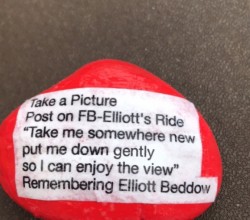 Take a Picture
Post on FB-Elliott's Ride
"Take me somewhere new
put me down gently
so I can enjoy the view"
Remembering Elliott Beddow